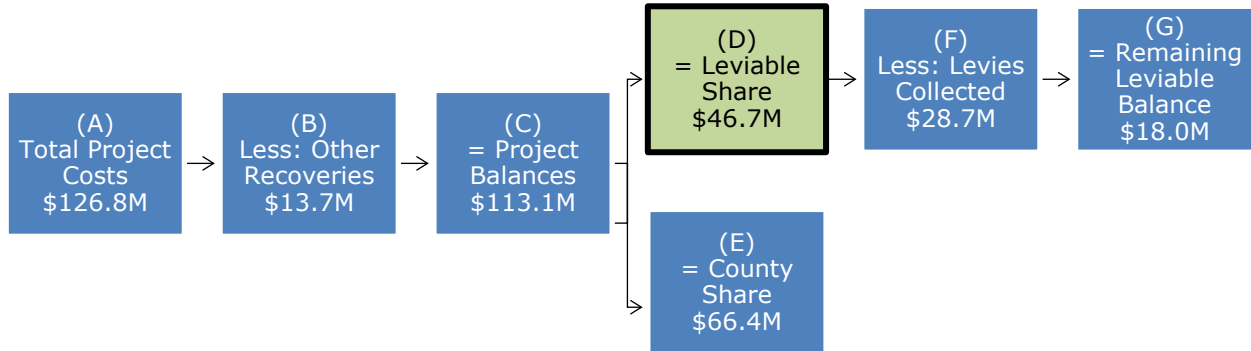 (A)
Total Project
Costs
$126.8M
(B)
Less: Other
Recoveries
$13.7M
(C)
= Project
Balances
$113.1M
(D)
= Leviable
Share
$46.7M
(E)
= County
Share
$66.4M
(F)
Less: Levies
Collected
$28.7M
(G)
= Remaining
Leviable
Balance
$18.0M